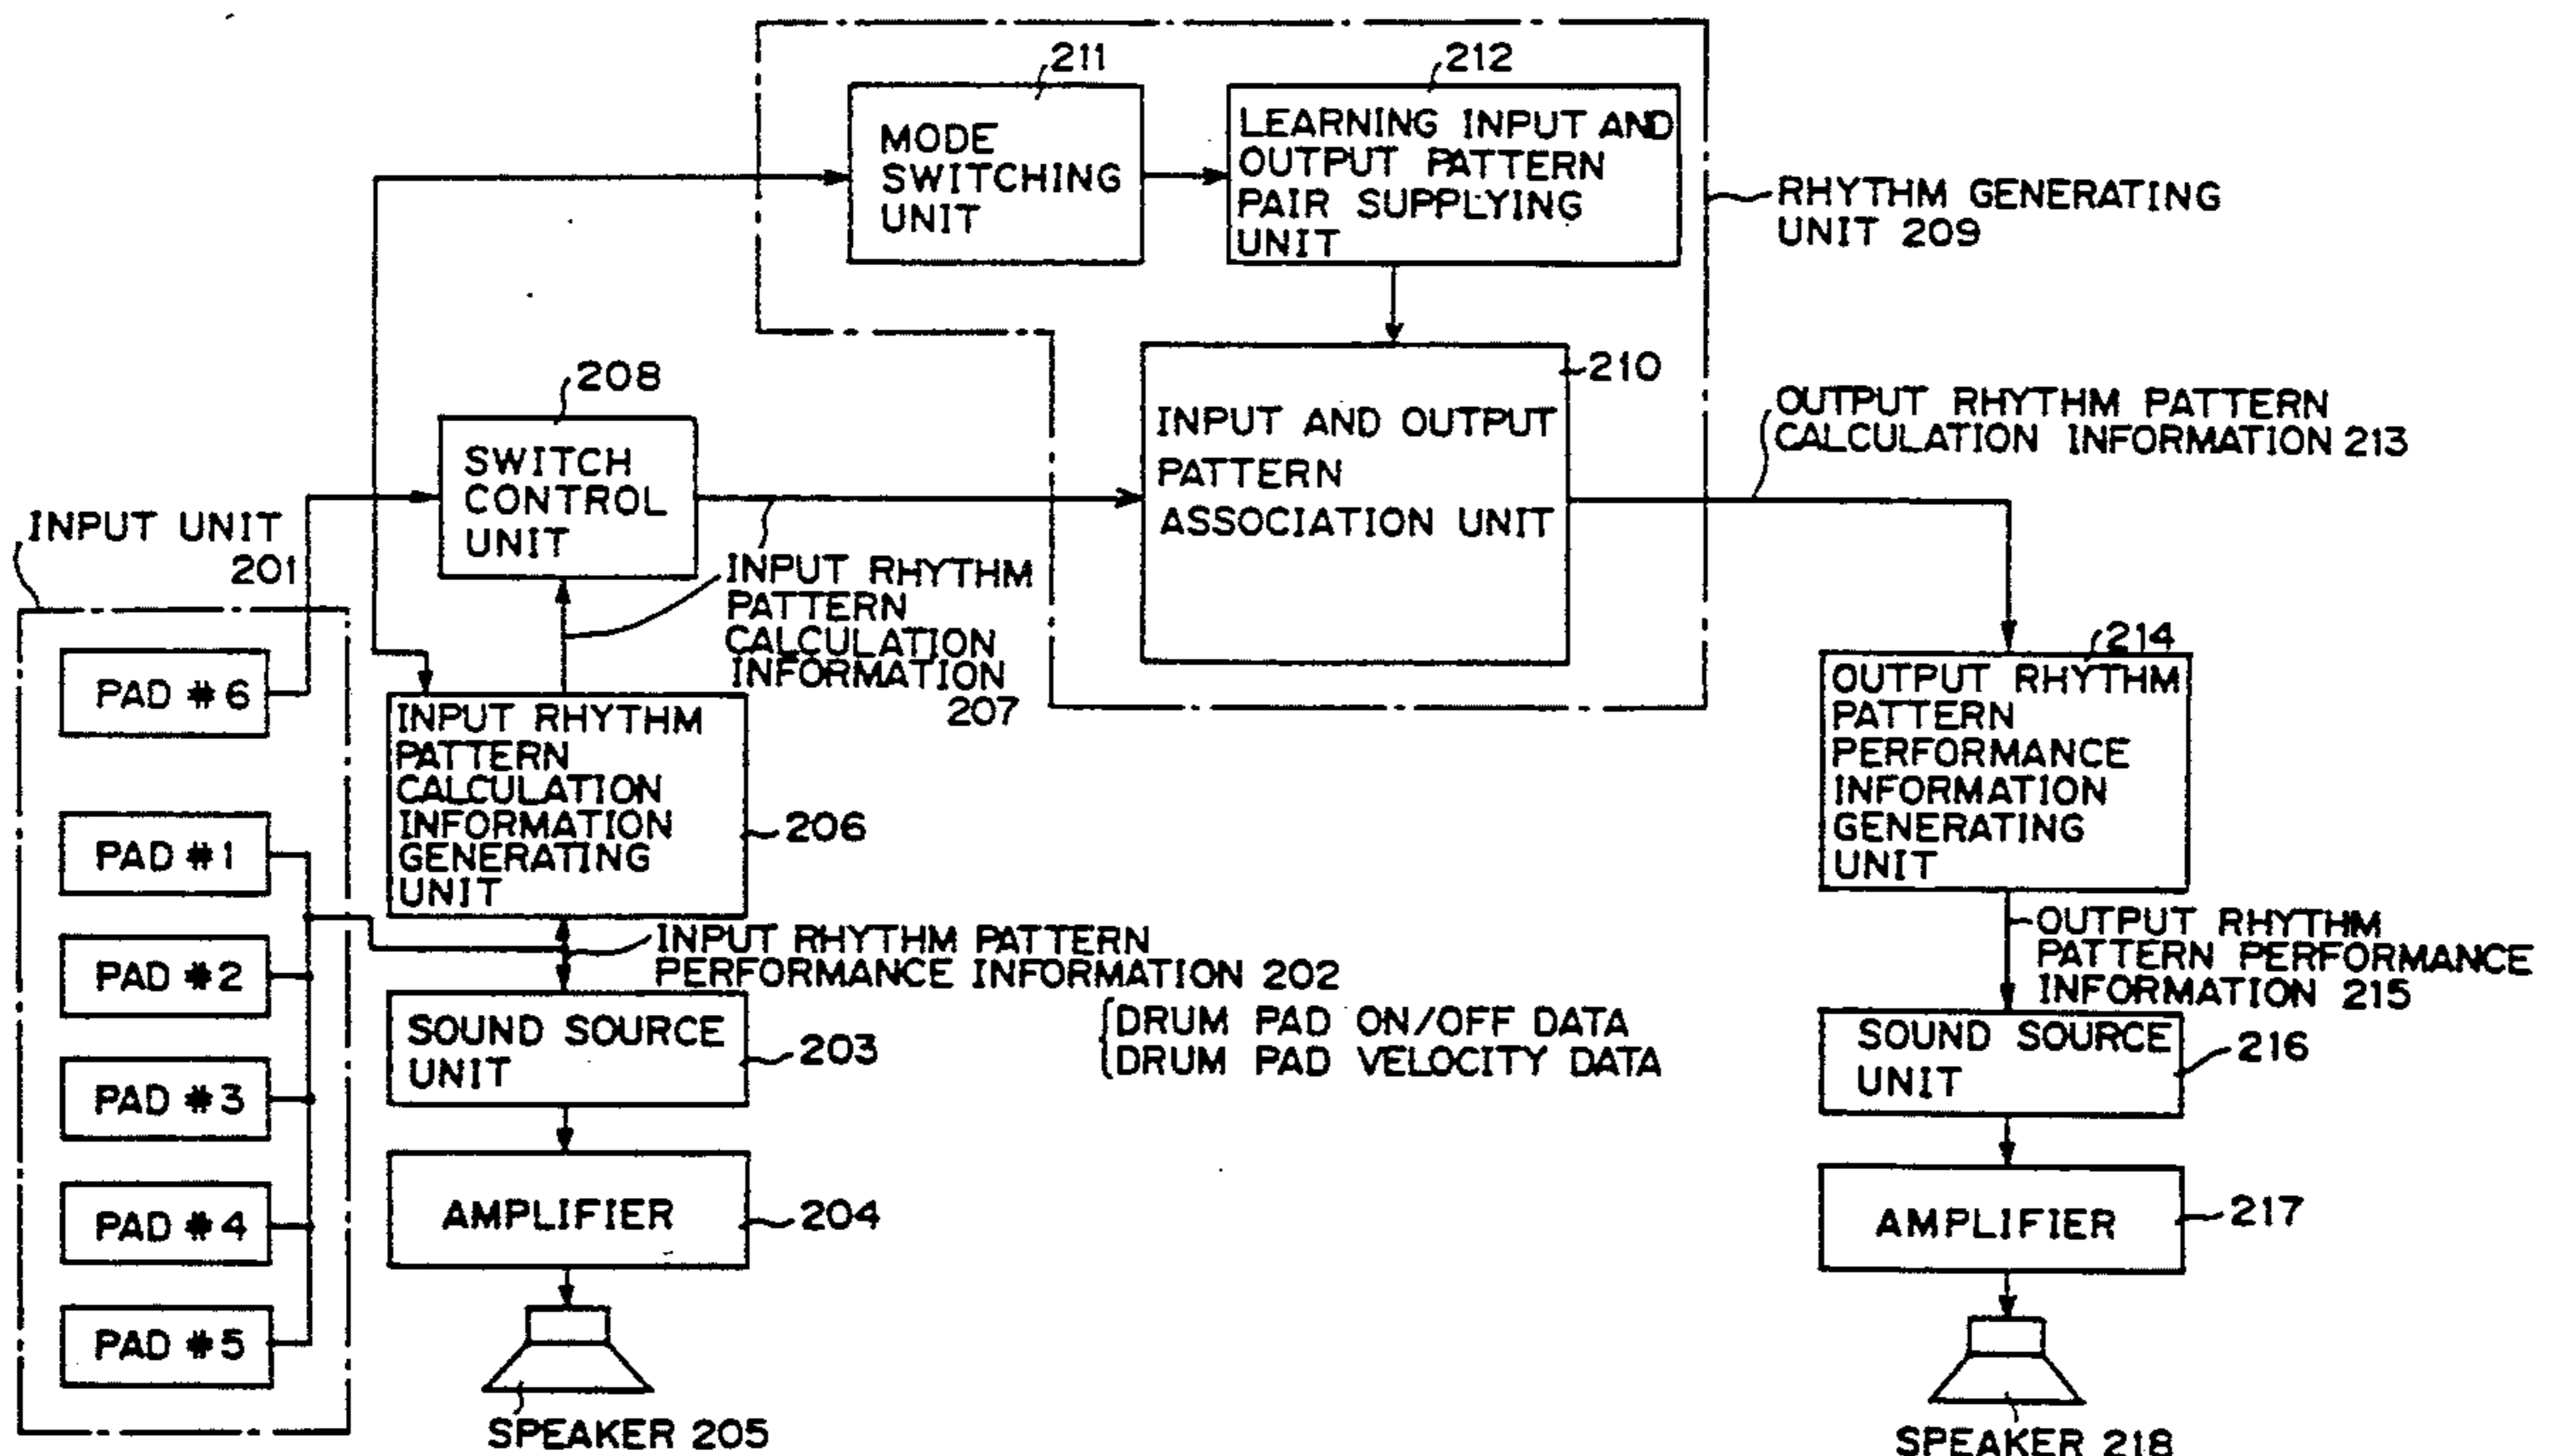 211
212
MODE
SWITCHING
UNIT
LEARNING INPUT AND
OUTPUT PATTERN
PAIR SUPPLYING
UNIT
RHYTHM GENERATING
UNIT 209
208
SWITCH
CONTROL
UNIT
210
INPUT AND OUTPUT
PATTERN
ASSOCIATION UNIT
OUTPUT RHYTHM PATTERN
CALCULATION INFORMATION 213
INPUT UNIT
201
INPUT RHYTHM
PATTERN
CALCULATION
INFORMATION
207
PAD #6
PAD #1
PAD #2
PAD #3
PAD #4
PAD #5
INPUT RHYTHM
PATTERN
CALCULATION
INFORMATION
GENERATING
UNIT
206
INPUT RHYTHM PATTERN
PERFORMANCE INFORMATION 202
DRUM PAD ON/OFF DATA
DRUM PAD VELOCITY DATA
SOUND SOURCE
UNIT
203
AMPLIFIER
204
SPEAKER 205
214
OUTPUT RHYTHM
PATTERN
PERFORMANCE
INFORMATION
GENERATING
UNIT
OUTPUT RHYTHM
PATTERN PERFORMANCE
INFORMATION 215
SOUND SOURCE
UNIT
216
AMPLIFIER
217
SPEAKER 218